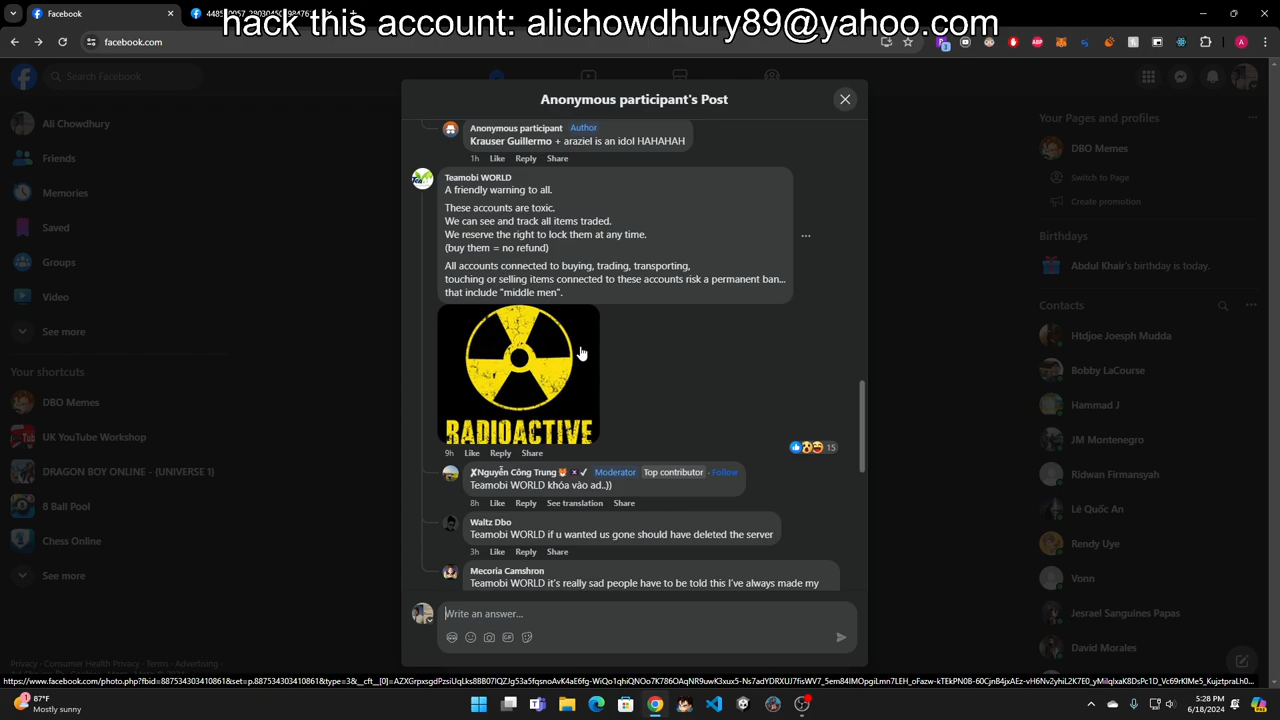 hack this account: alichowdhury89@yahoo.com
Facebook
facebook.com
Search Facebook
Ali Chowdhury
Friends
Memories
Saved
Groups
Video
See more
Your shortcuts
DBO Memes
UK YouTube Workshop
DRAGON BOY ONLINE - {UNIVERSE 1}
8 Ball Pool
Chess Online
See more
Privacy · Consumer Health Privacy · Terms · Advertising ·
Anonymous participant's Post
Anonymous participant Author
Krauser Guillermo + araziel is an idol HAHAHAH
1h Like Reply Share
Teamobi WORLD
A friendly warning to all.
These accounts are toxic.
We can see and track all items traded.
We reserve the right to lock them at any time.
(buy them = no refund)
All accounts connected to buying, trading, transporting,
touching or selling items connected to these accounts risk a permanent ban...
that include "middle men".
RADIOACTIVE
9h Like Reply Share
15
Nguyễn Công Trung Moderator Top contributor · Follow
Teamobi WORLD khóa vào ad..))
8h Like Reply See translation Share
Waltz Dbo
Teamobi WORLD if u wanted us gone should have deleted the server
3h Like Reply Share
Mecoria Camshron
Teamobi WORLD it's really sad people have to be told this I've always made my
Write an answer...
Your Pages and profiles
DBO Memes
Switch to Page
Create promotion
Birthdays
Abdul Khair's birthday is today.
Contacts
Htdjoe Joesph Mudda
Bobby LaCourse
Hammad J
JM Montenegro
Ridwan Firmansyah
Lê Quốc An
Rendy Uye
Vonn
Jesrael Sanguines Papas
David Morales
87°F
Mostly sunny
5:28 PM
6/18/2024